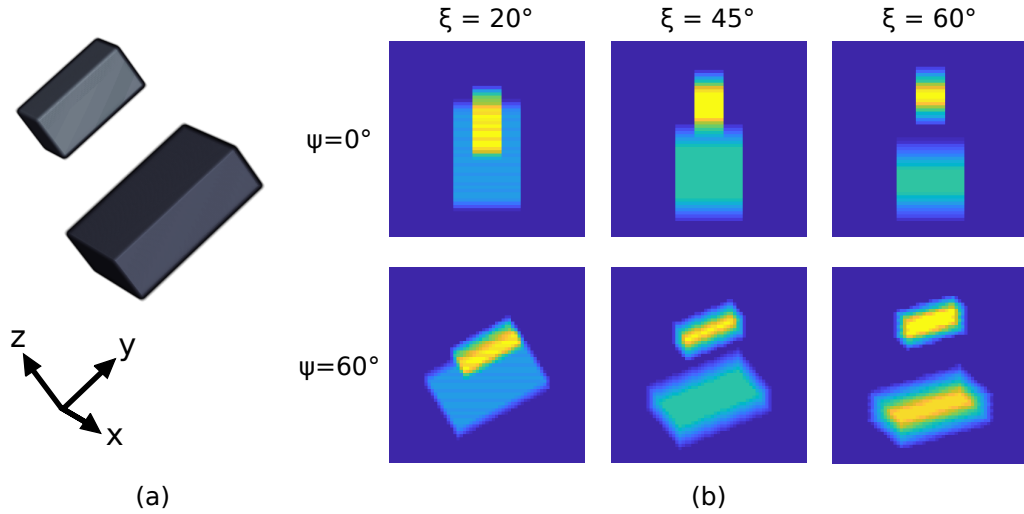 ξ = 20°
ξ = 45°
ξ = 60°
ψ=0°
ψ=60°
z
y
x
(a)
(b)